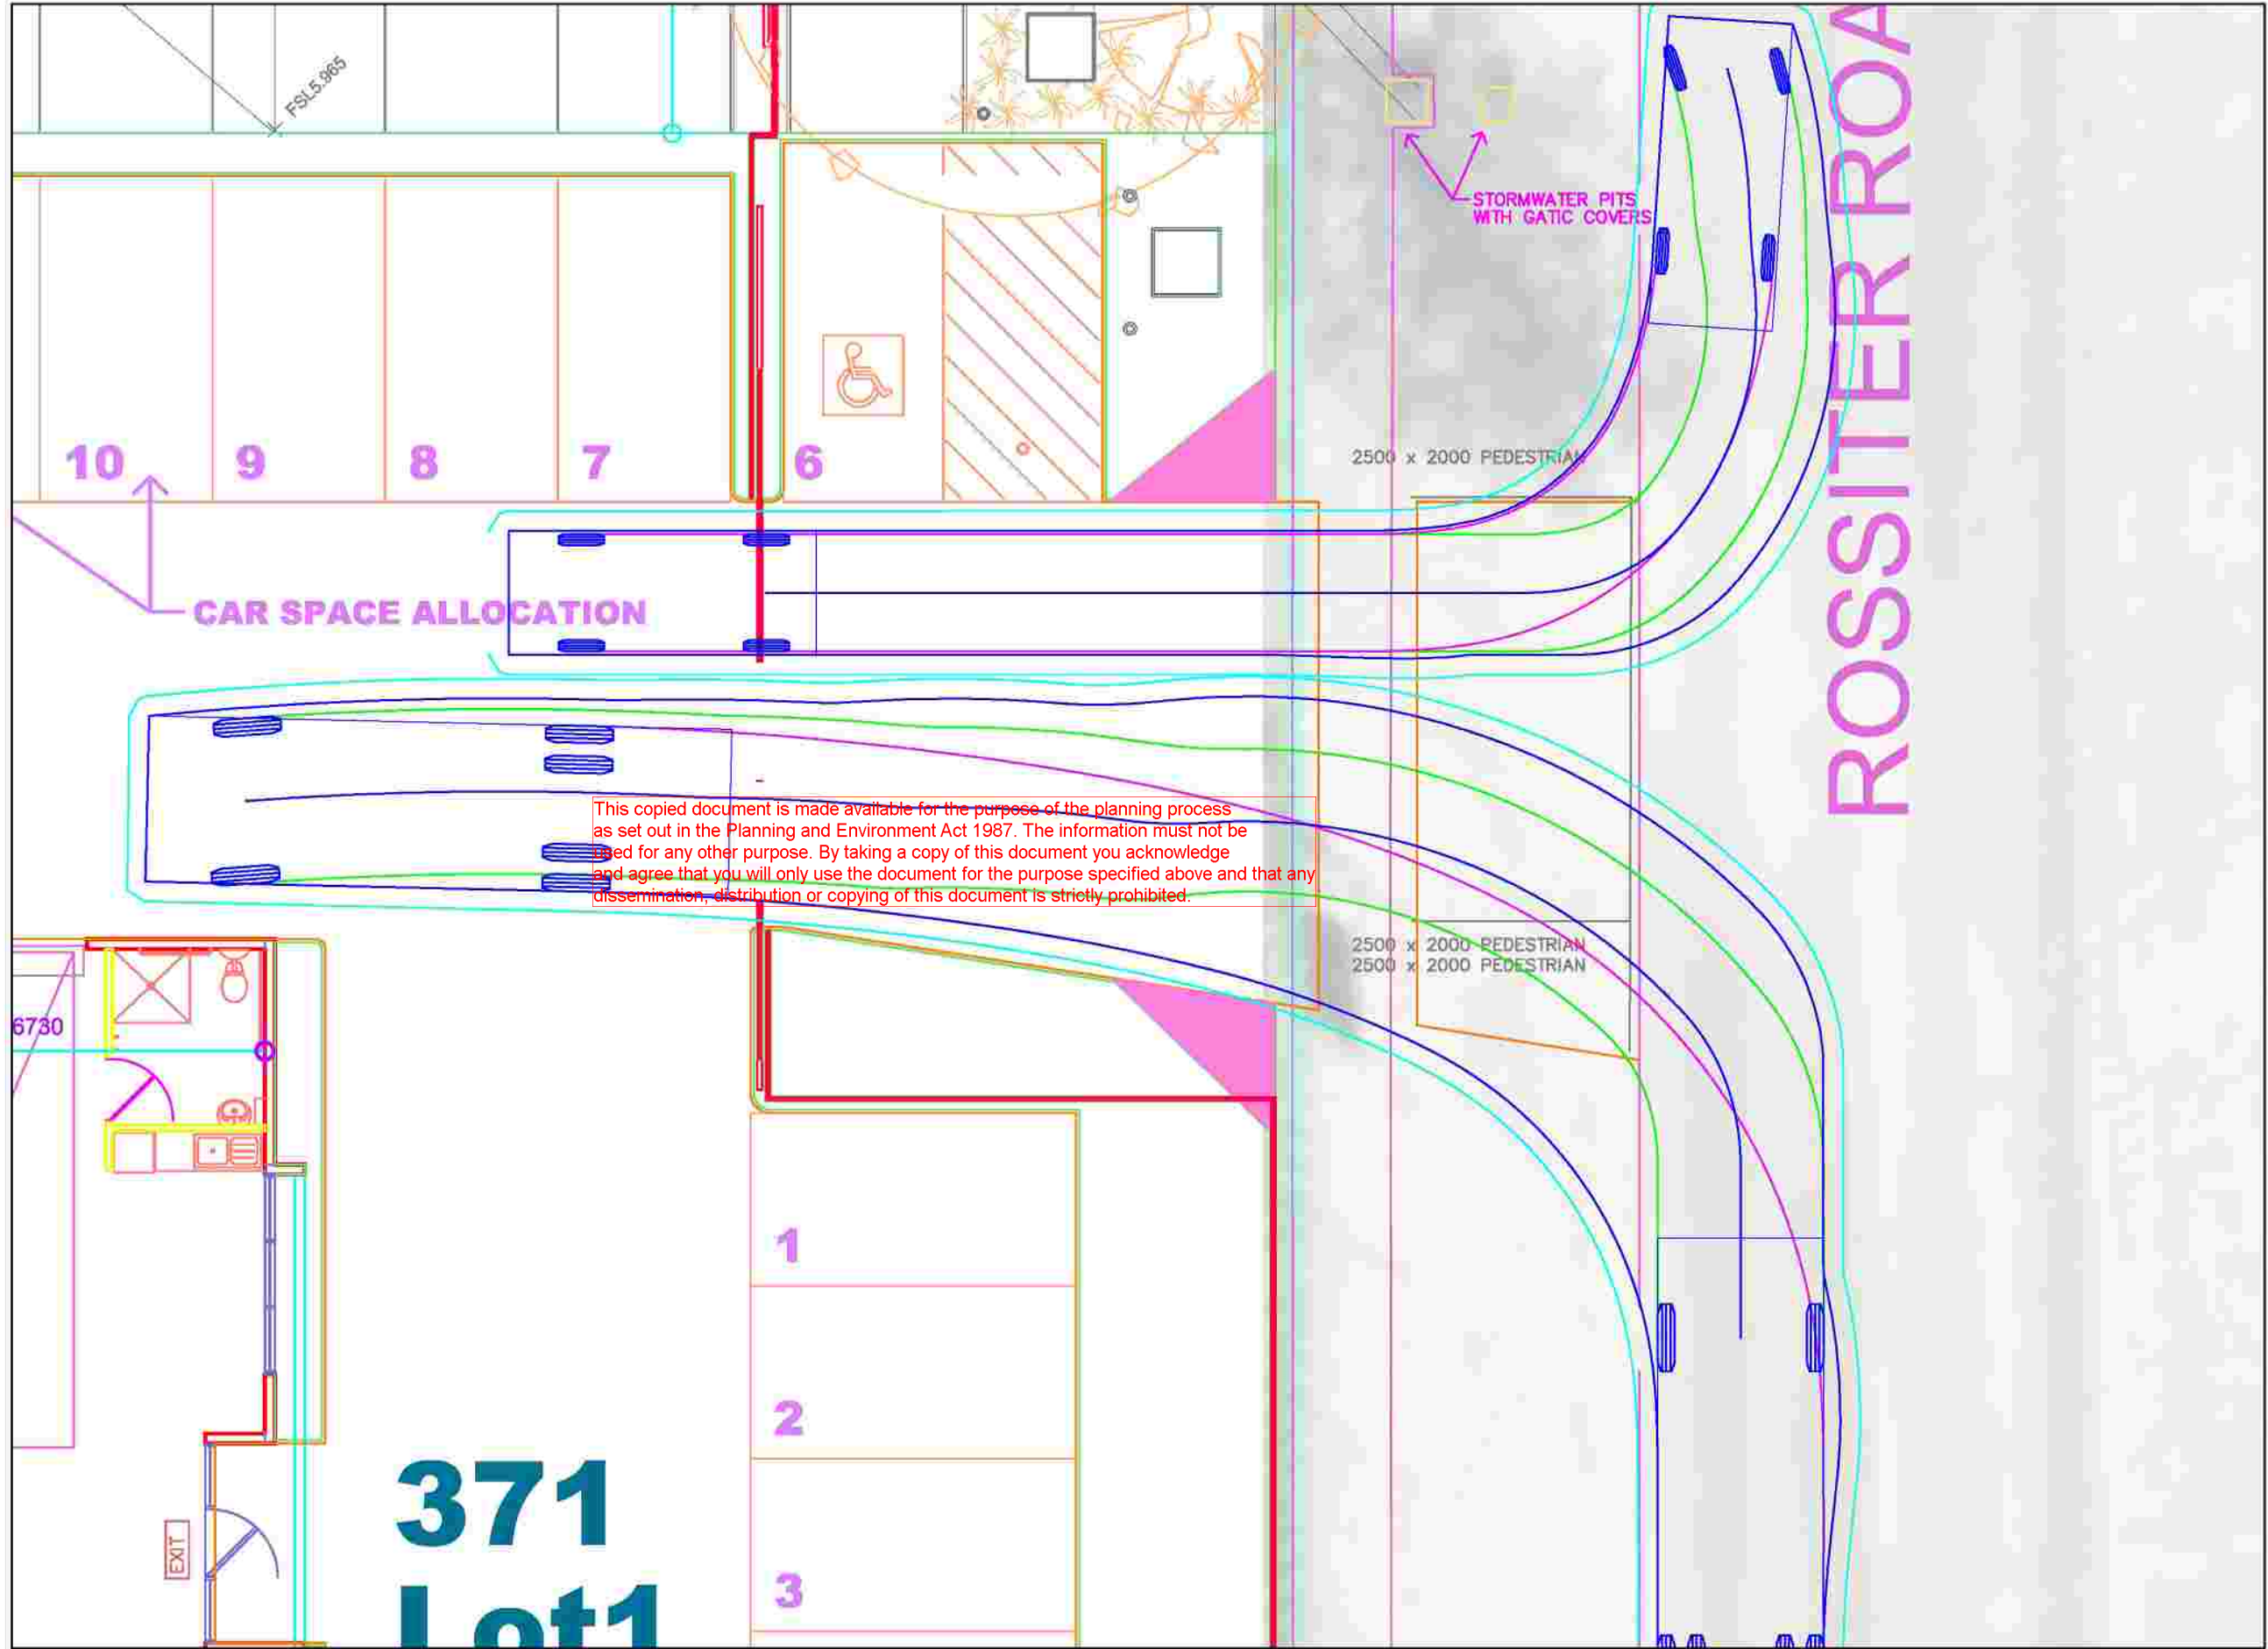 FSL5.965
STORMWATER PITS
WITH GATIC COVERS
10
9
8
7
6
2500 x 2000 PEDESTRIAN
CAR SPACE ALLOCATION
ROSSITER ROA
This copied document is made available for the purpose of the planning process
as set out in the Planning and Environment Act 1987. The information must not be
used for any other purpose. By taking a copy of this document you acknowledge
and agree that you will only use the document for the purpose specified above and that any
dissemination, distribution or copying of this document is strictly prohibited.
2500 x 2000 PEDESTRIAN
2500 x 2000 PEDESTRIAN
6730
1
2
3
EXIT
371
Lot1